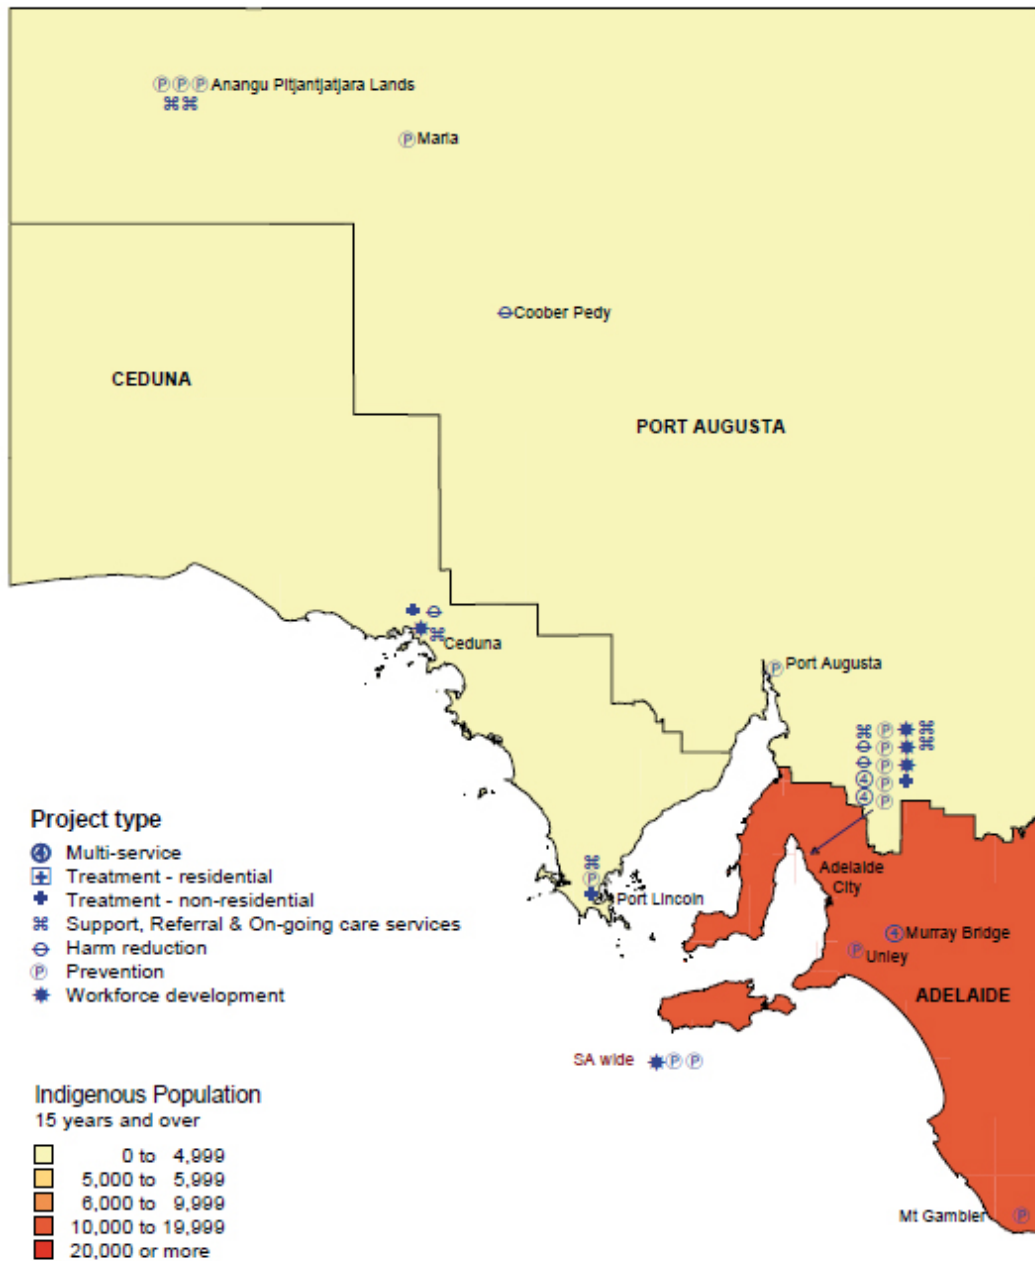 Anangu Pitjantjatjara Lands
Marla
Coober Pedy
CEDUNA
PORT AUGUSTA
Ceduna
Port Augusta
Project type
Multi-service
Treatment - residential
Treatment - non-residential
Support, Referral & On-going care services
Harm reduction
Prevention
Workforce development
Port Lincoln
Adelaide
City
Murray Bridge
Unley
ADELAIDE
SA wide
Indigenous Population
15 years and over
0 to 4,999
5,000 to 5,999
6,000 to 9,999
10,000 to 19,999
20,000 or more
Mt Gambier